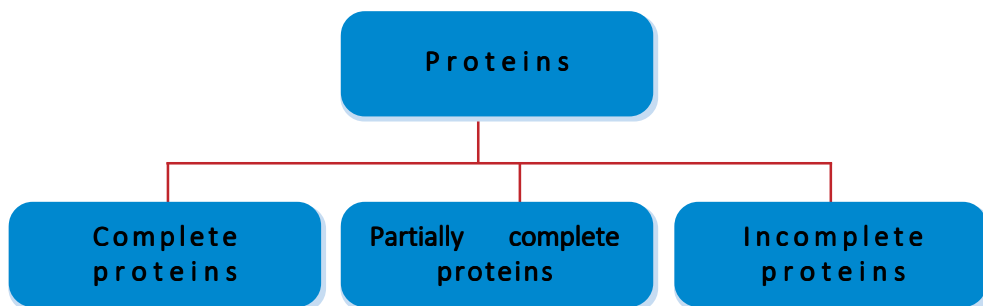 Proteins
Complete
proteins
Partially complete
proteins
Incomplete
proteins